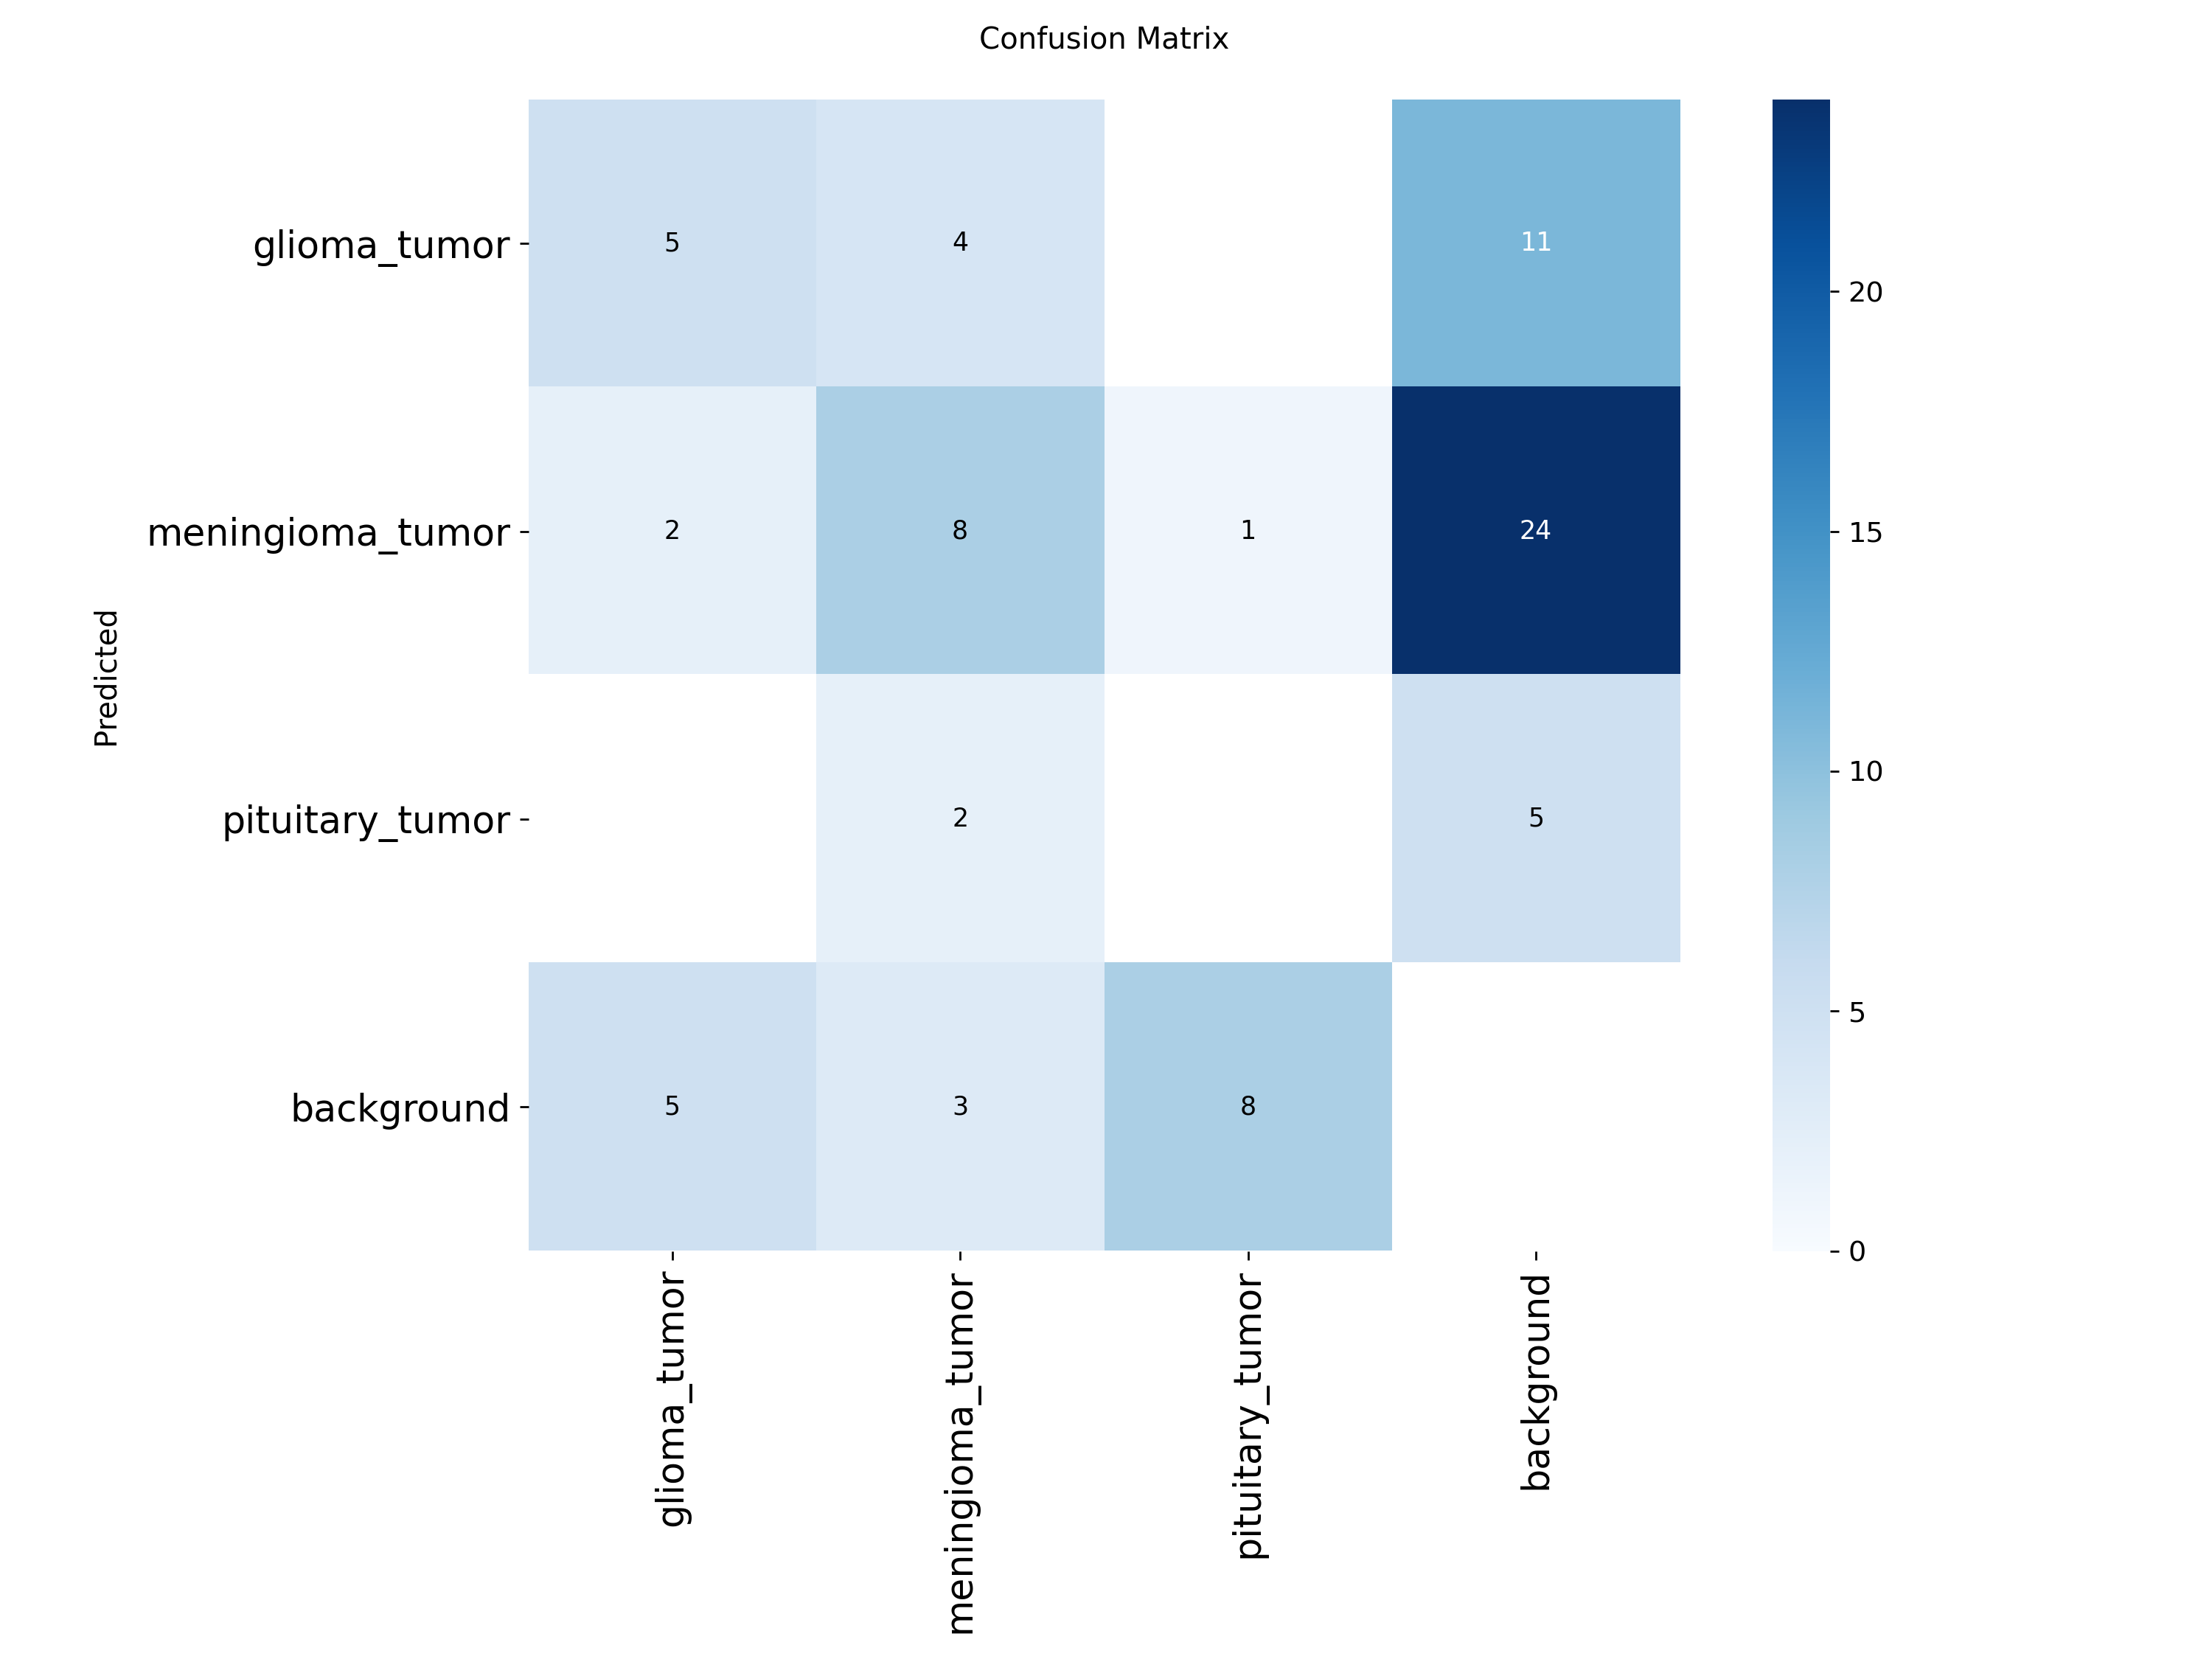 Confusion Matrix
glioma_tumor
5
4
11
meningioma_tumor
2
8
1
24
pituitary_tumor
2
5
background
5
3
8
Predicted
glioma_tumor
meningioma_tumor
pituitary_tumor
background
20
15
10
5
0